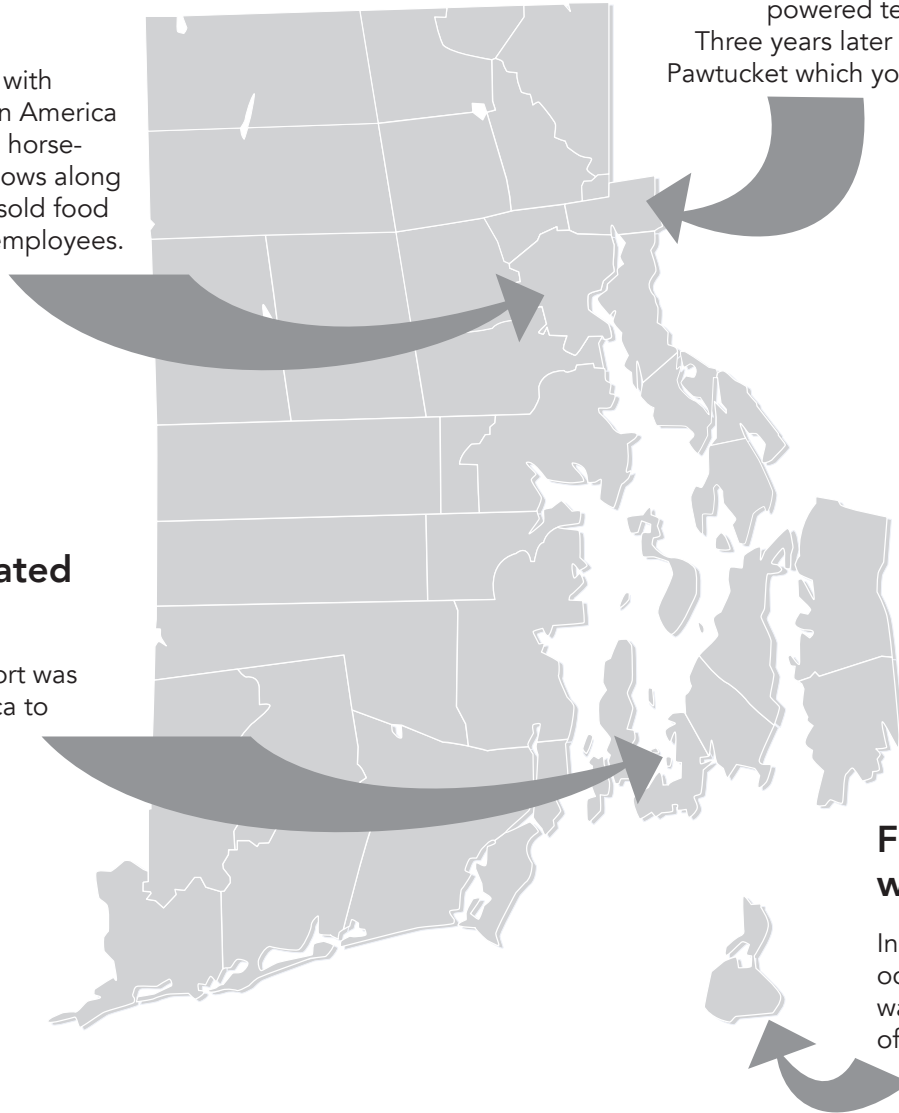 with
n America
horse-
ows along
sold food
employees.
powered te
Three years later
Pawtucket which yo
ated
ort was
ca to
F
w
In
oc
wa
of